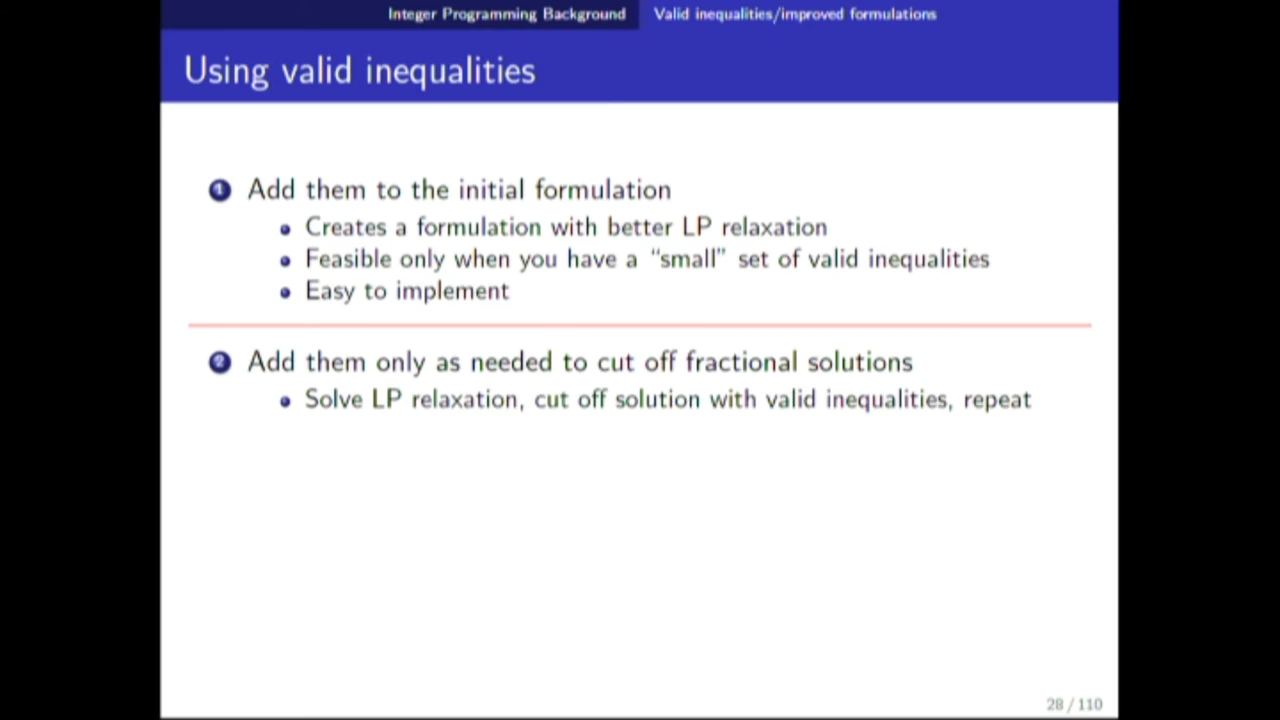 Integer Programming Background Valid inequalities/improved formulations
Using valid inequalities
1 Add them to the initial formulation
Creates a formulation with better LP relaxation
Feasible only when you have a “small” set of valid inequalities
Easy to implement
2 Add them only as needed to cut off fractional solutions
Solve LP relaxation, cut off solution with valid inequalities, repeat
28 / 110